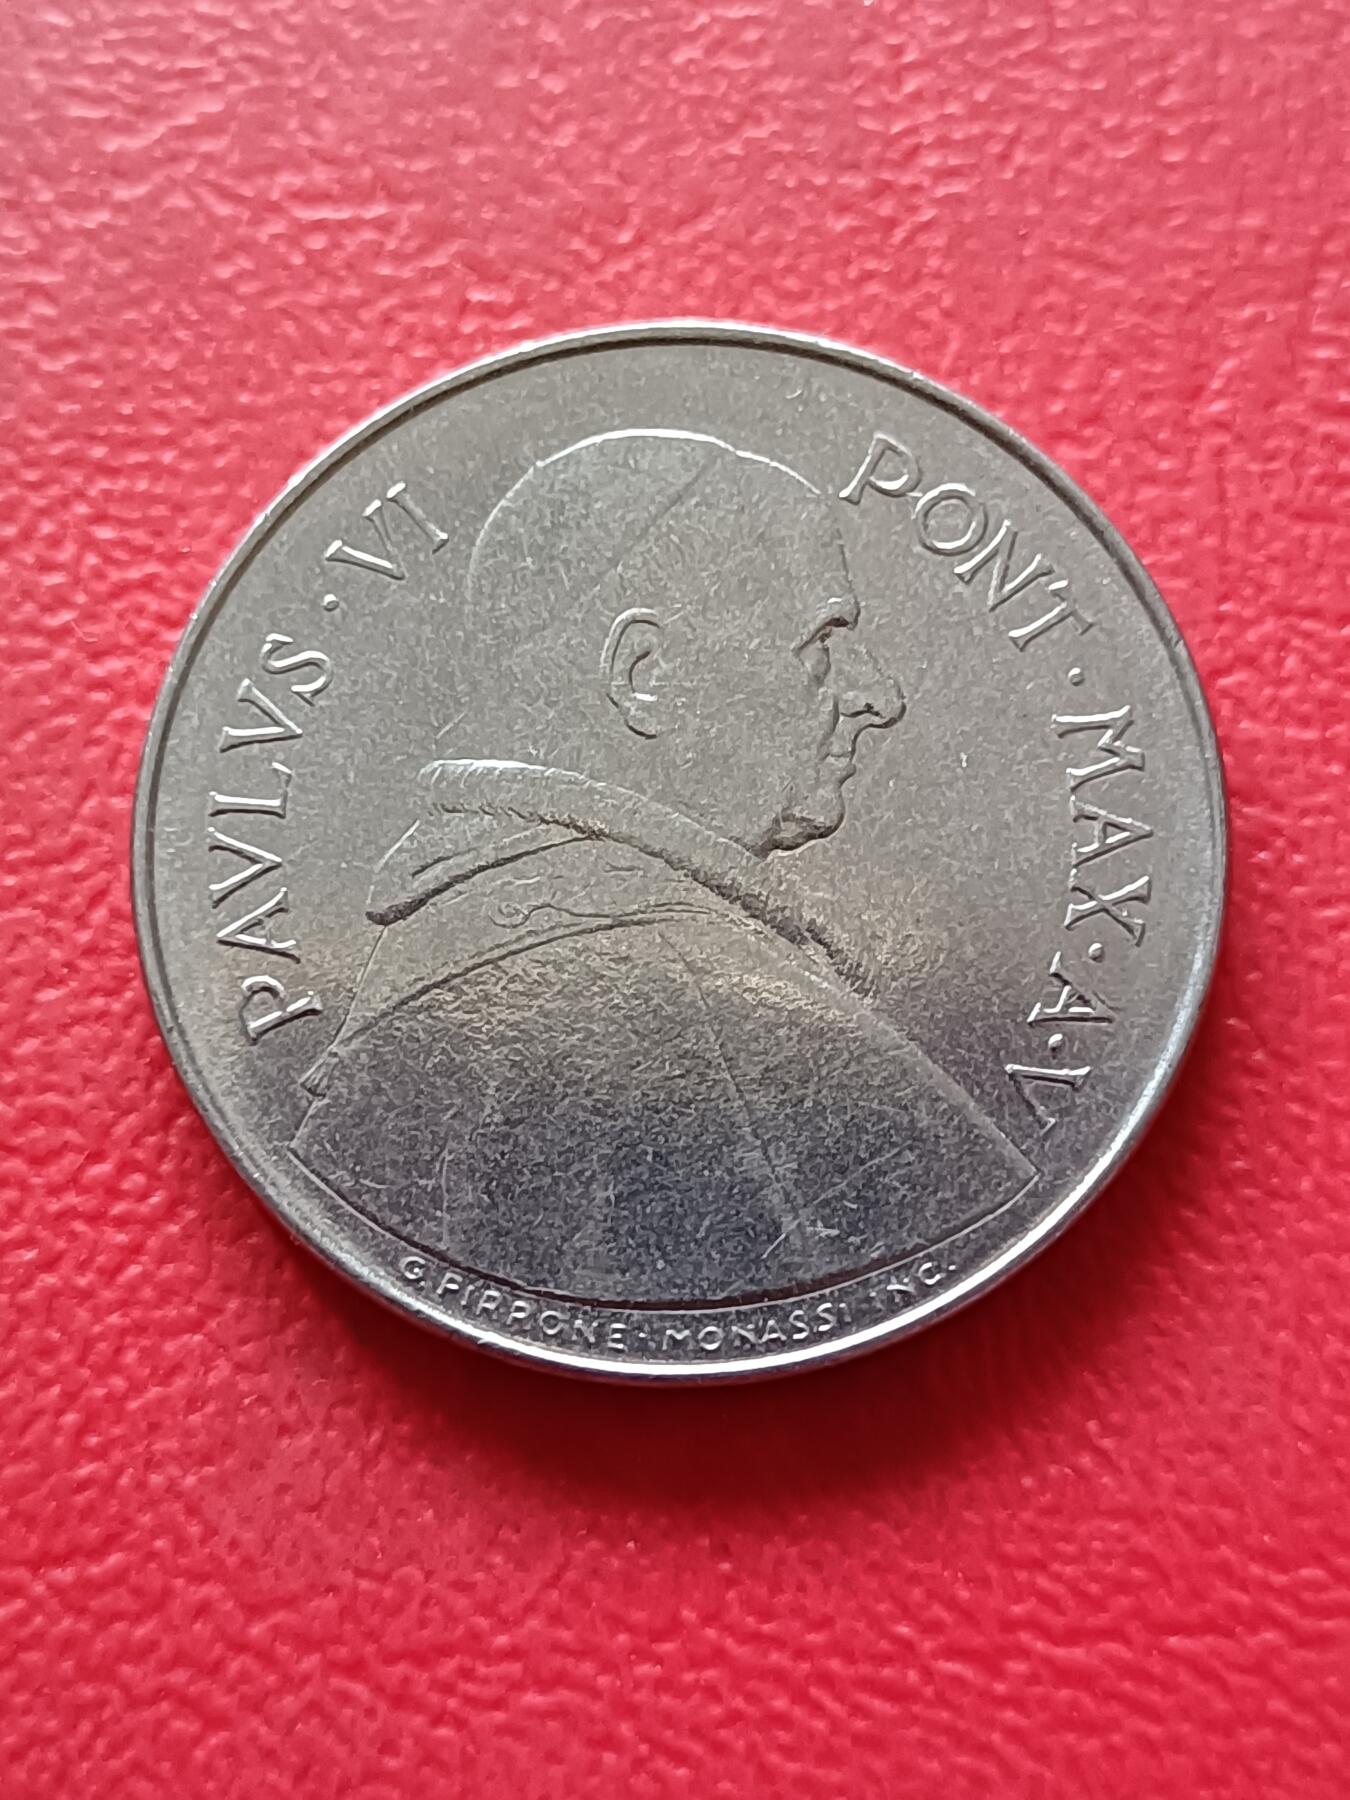 PAVLVS · VI PONT · MAX · A · V
G. PIRRONE · MONASSI INC.